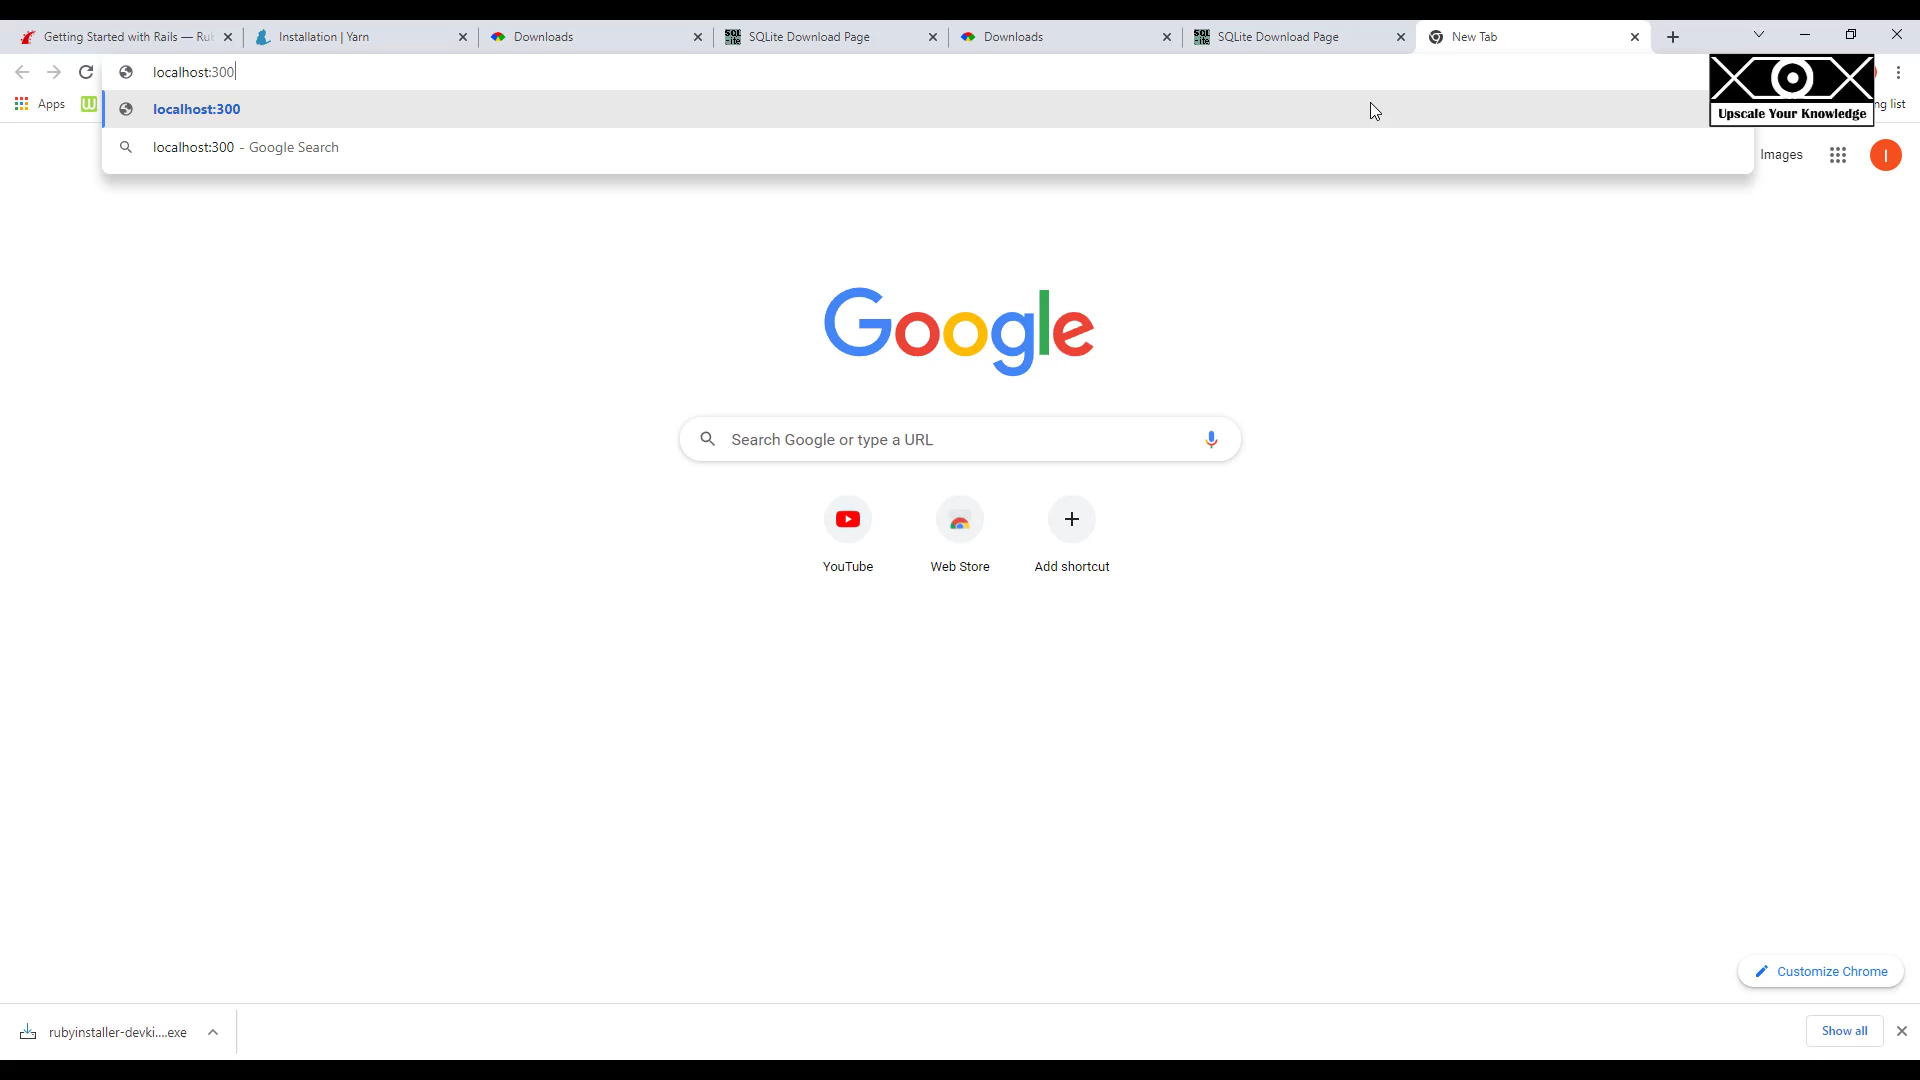 Getting Started with Rails — Ru
Installation | Yarn
Downloads
SQLite Download Page
Downloads
SQLite Download Page
New Tab
localhost:300
Apps
localhost:300
ng list
Upscale Your Knowledge
localhost:300 - Google Search
Images
I
Google
Search Google or type a URL
YouTube
Web Store
Add shortcut
Customize Chrome
rubyinstaller-devki....exe
Show all